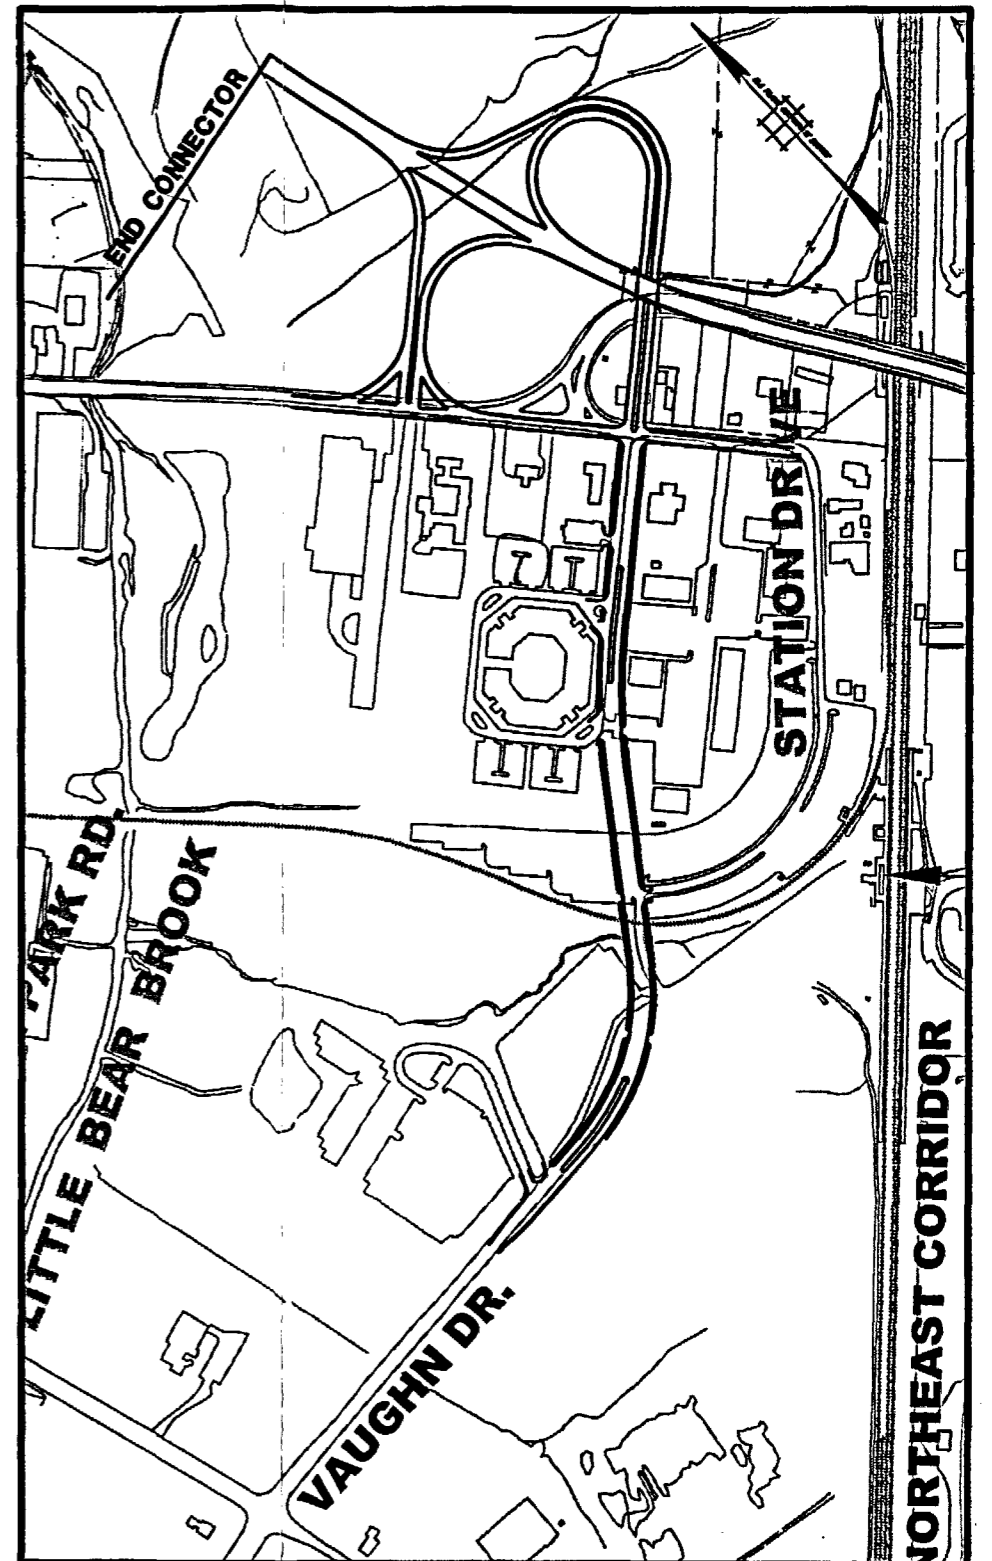 END CONNECTOR
STATION DRIVE
PARK RD.
LITTLE BEAR BROOK
VAUGHN DR.
NORTHEAST CORRIDOR